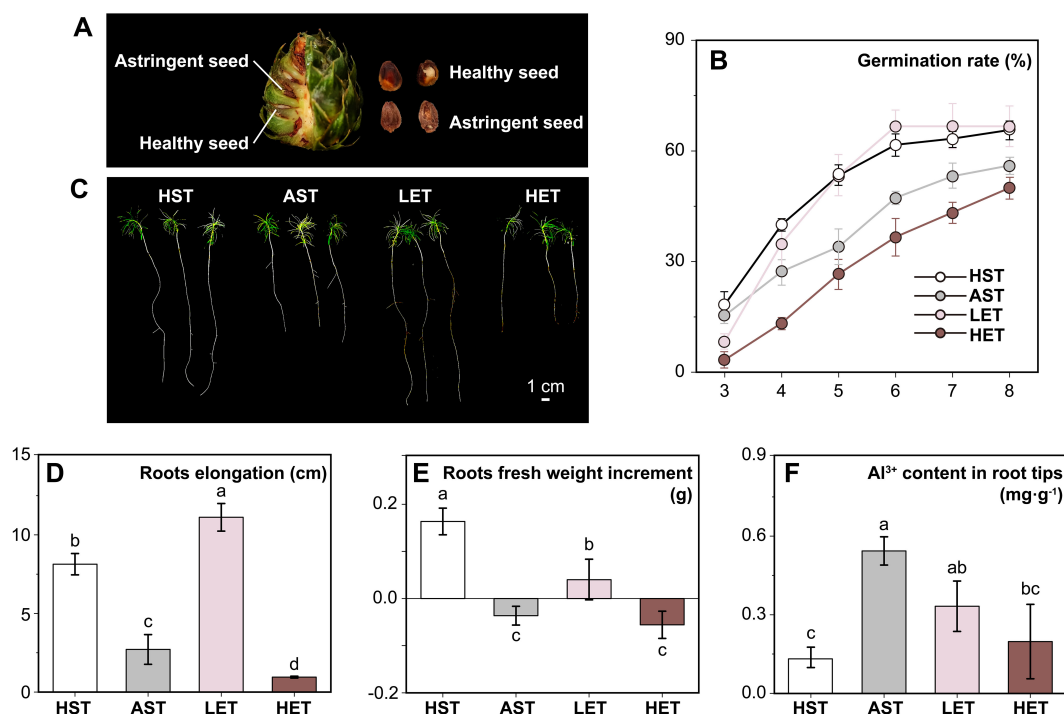 A
Astringent seed
Healthy seed
Healthy seed
Astringent seed
B
Germination rate (%)
90
60
30
0
3 4 5 6 7 8
HST
AST
LET
HET
C
HST AST LET HET
1 cm
D
Roots elongation (cm)
15
10
5
0
b
c
a
d
HST AST LET HET
E
Roots fresh weight increment
(g)
0.2
0.0
-0.2
a
c
b
c
HST AST LET HET
F
Al³⁺ content in root tips
(mg·g⁻¹)
0.9
0.6
0.3
0.0
c
a
ab
bc
HST AST LET HET